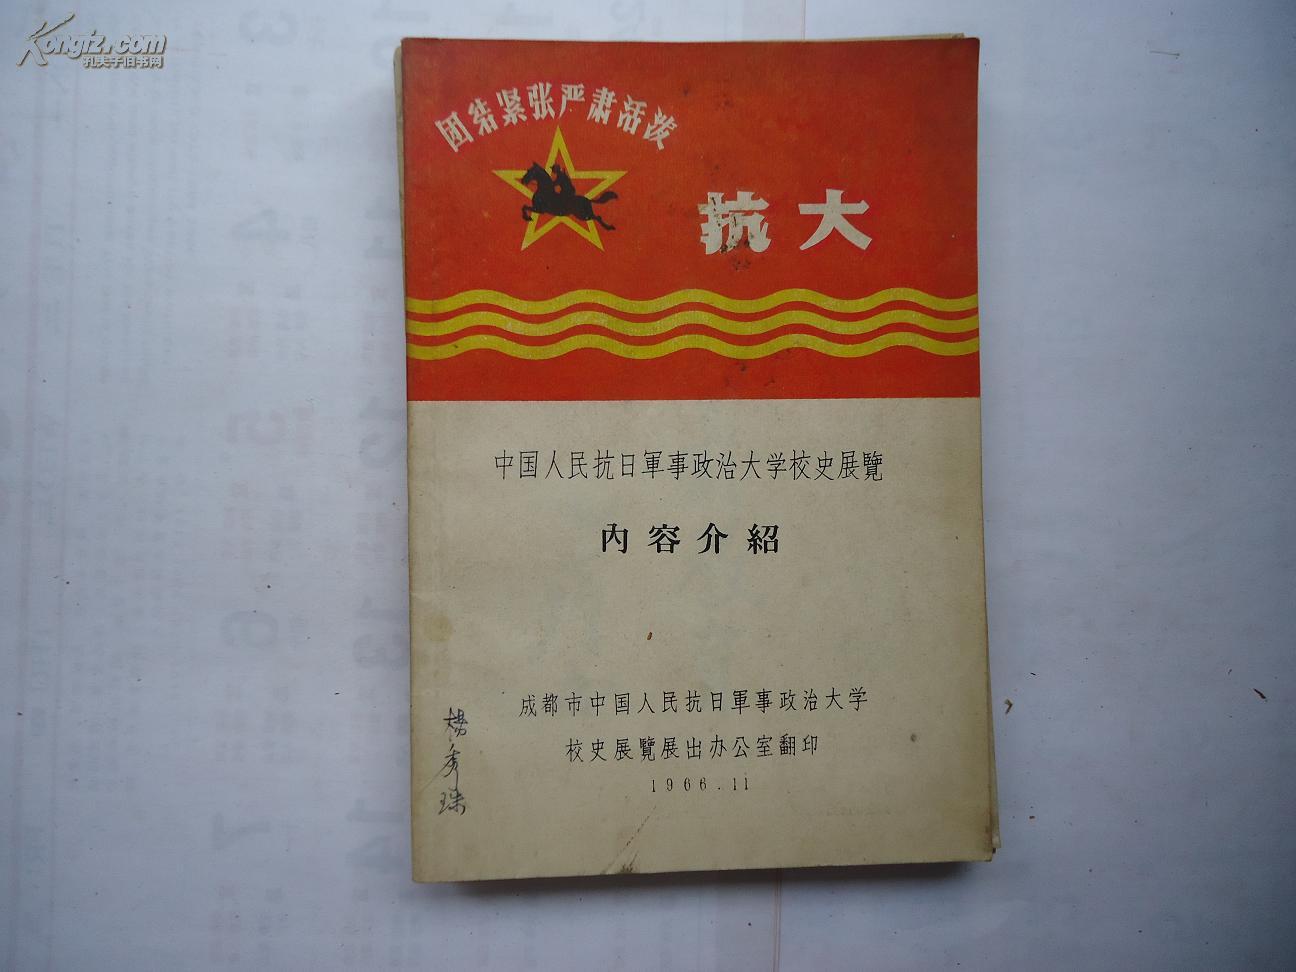 Kongfz.com
孔夫子旧书网
团结紧张严肃活泼
抗大
中国人民抗日軍事政治大学校史展覽
內容介紹
成都市中国人民抗日軍事政治大学
校史展覽展出办公室翻印
1966.11
楊秀珠